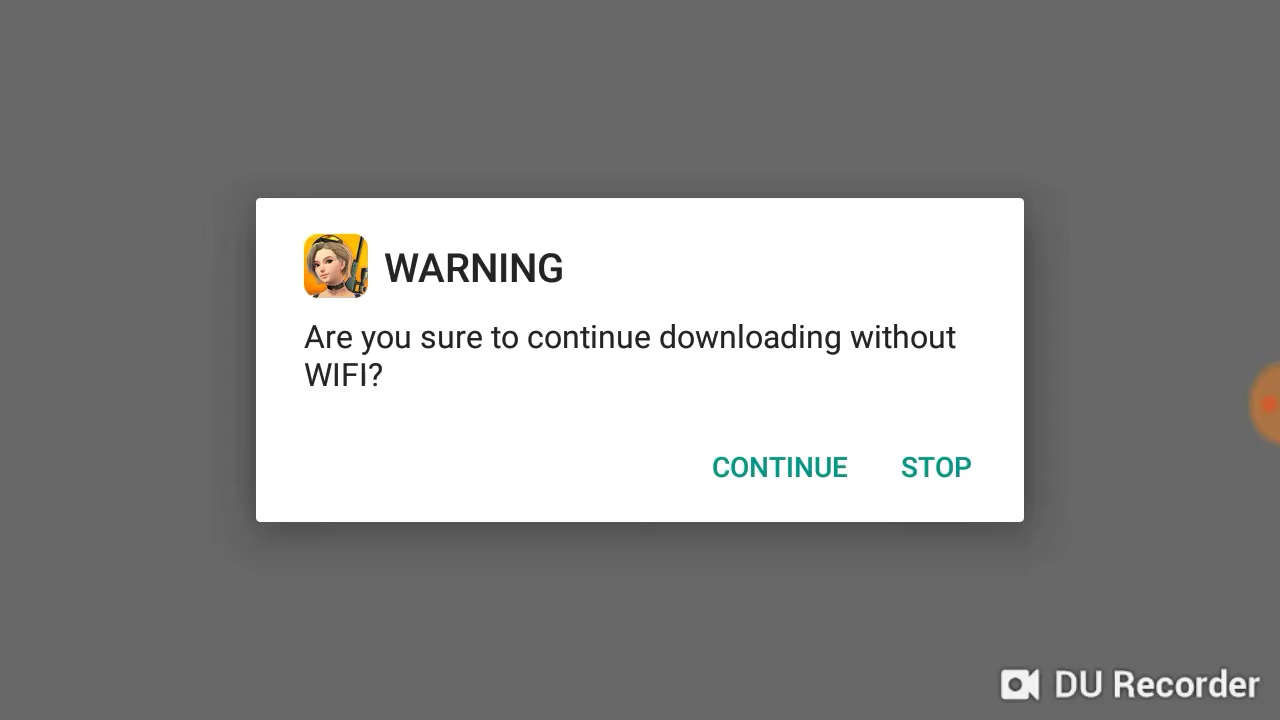 WARNING
Are you sure to continue downloading without
WIFI?
CONTINUE STOP
DU Recorder